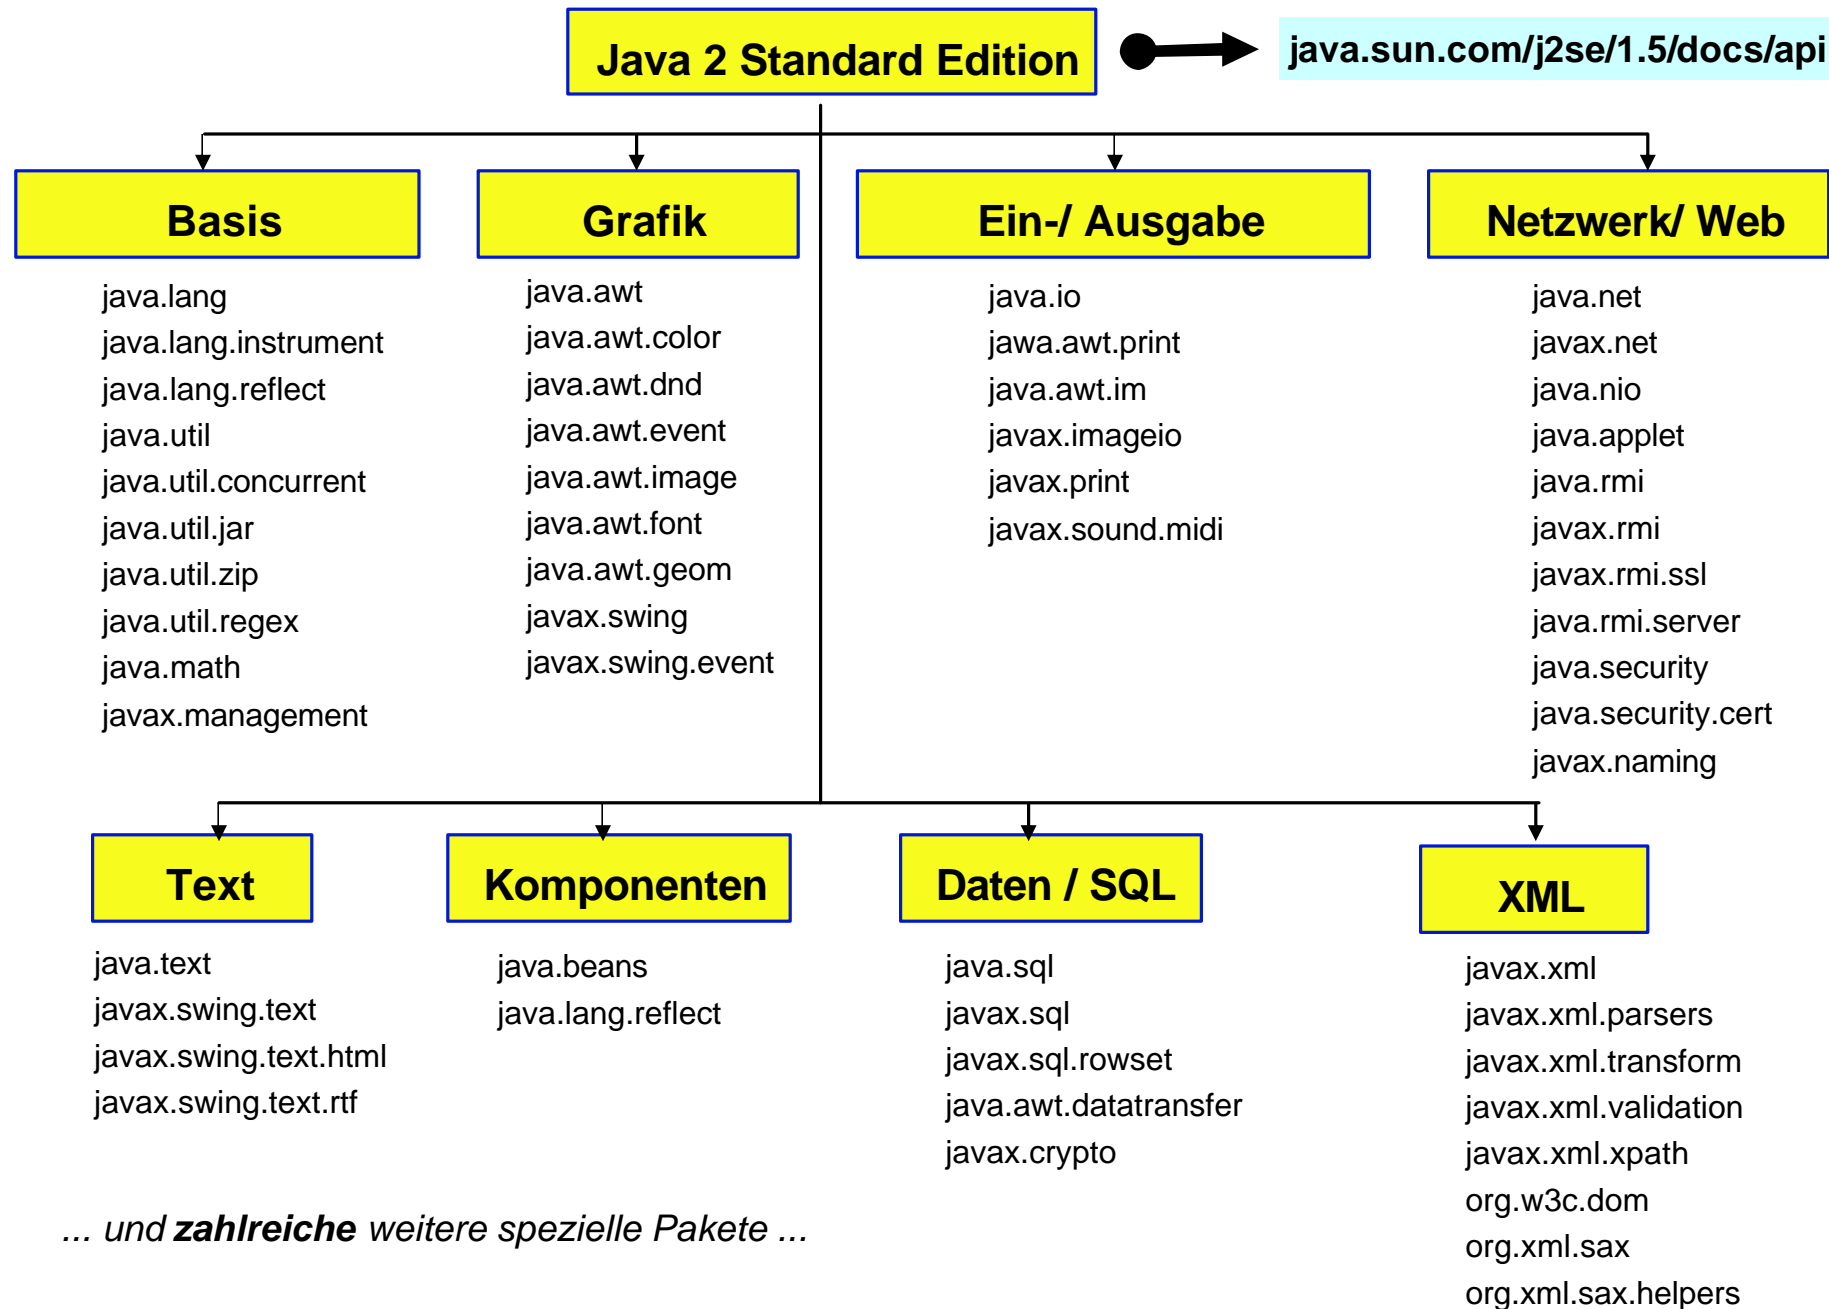 Java 2 Standard Edition
java.sun.com/j2se/1.5/docs/api
Basis
java.lang
java.lang.instrument
java.lang.reflect
java.util
java.util.concurrent
java.util.jar
java.util.zip
java.util.regex
java.math
javax.management
Grafik
java.awt
java.awt.color
java.awt.dnd
java.awt.event
java.awt.image
java.awt.font
java.awt.geom
javax.swing
javax.swing.event
Ein-/ Ausgabe
java.io
jawa.awt.print
java.awt.im
javax.imageio
javax.print
javax.sound.midi
Netzwerk/ Web
java.net
javax.net
java.nio
java.applet
java.rmi
javax.rmi
javax.rmi.ssl
java.rmi.server
java.security
java.security.cert
javax.naming
Text
java.text
javax.swing.text
javax.swing.text.html
javax.swing.text.rtf
Komponenten
java.beans
java.lang.reflect
Daten / SQL
java.sql
javax.sql
javax.sql.rowset
java.awt.datatransfer
javax.crypto
XML
javax.xml
javax.xml.parsers
javax.xml.transform
javax.xml.validation
javax.xml.xpath
org.w3c.dom
org.xml.sax
org.xml.sax.helpers
... und zahlreiche weitere spezielle Pakete ...